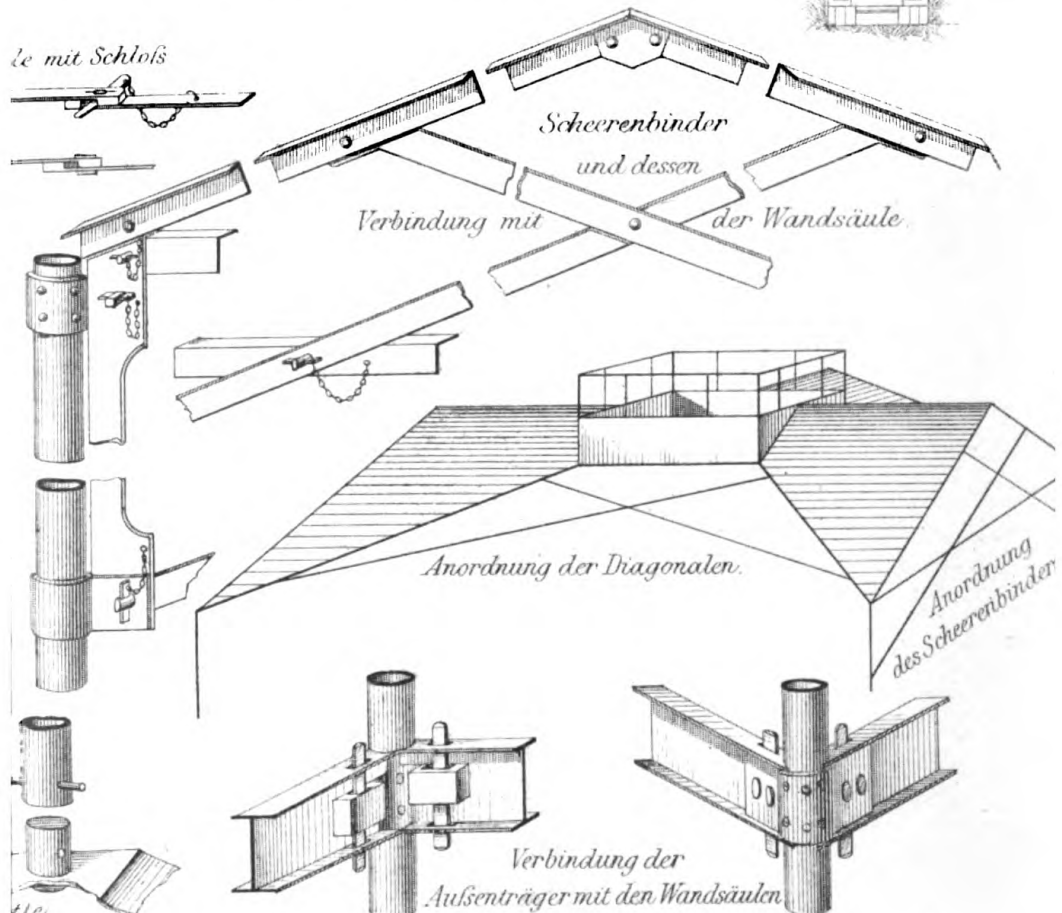 mit Schloſs
Scheerenbinder
und dessen
Verbindung mit der Wandsäule.
Anordnung der Diagonalen.
Anordnung
des Scheerenbinder
Verbindung der
Auſsenträger mit den Wandsäulen